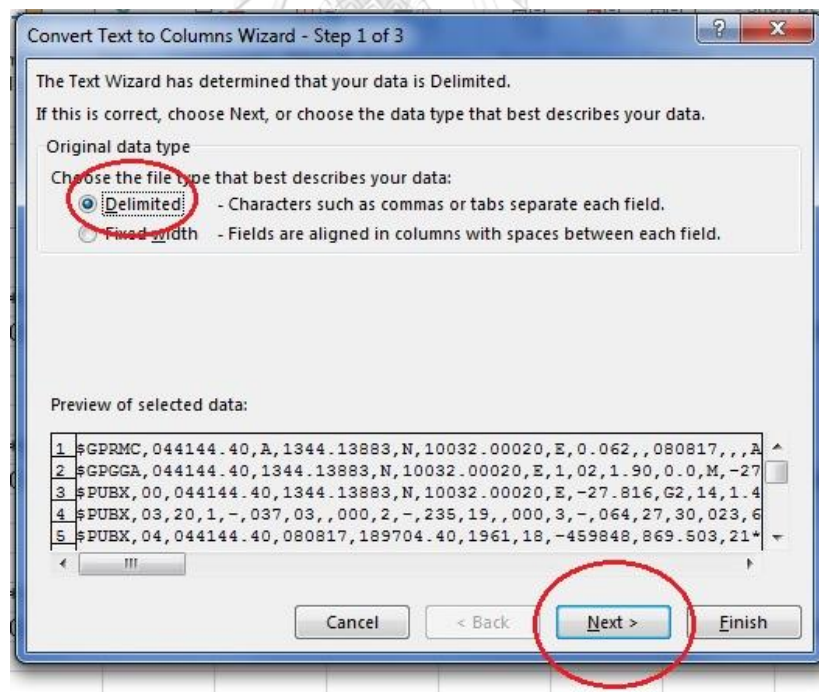 Convert Text to Columns Wizard - Step 1 of 3
The Text Wizard has determined that your data is Delimited.
If this is correct, choose Next, or choose the data type that best describes your data.
Original data type
Choose the file type that best describes your data:
Delimited - Characters such as commas or tabs separate each field.
Fixed width - Fields are aligned in columns with spaces between each field.
Preview of selected data:
1 $GPRMC,044144.40,A,1344.13883,N,10032.00020,E,0.062,,080817,,,A
2 $GPGGA,044144.40,1344.13883,N,10032.00020,E,1,02,1.90,0.0,M,-27
3 $PUBX,00,044144.40,1344.13883,N,10032.00020,E,-27.816,G2,14,1.4
4 $PUBX,03,20,1,-,037,03,,000,2,-,235,19,,000,3,-,064,27,30,023,6
5 $PUBX,04,044144.40,080817,189704.40,1961,18,-459848,869.503,21*
Cancel < Back Next > Finish